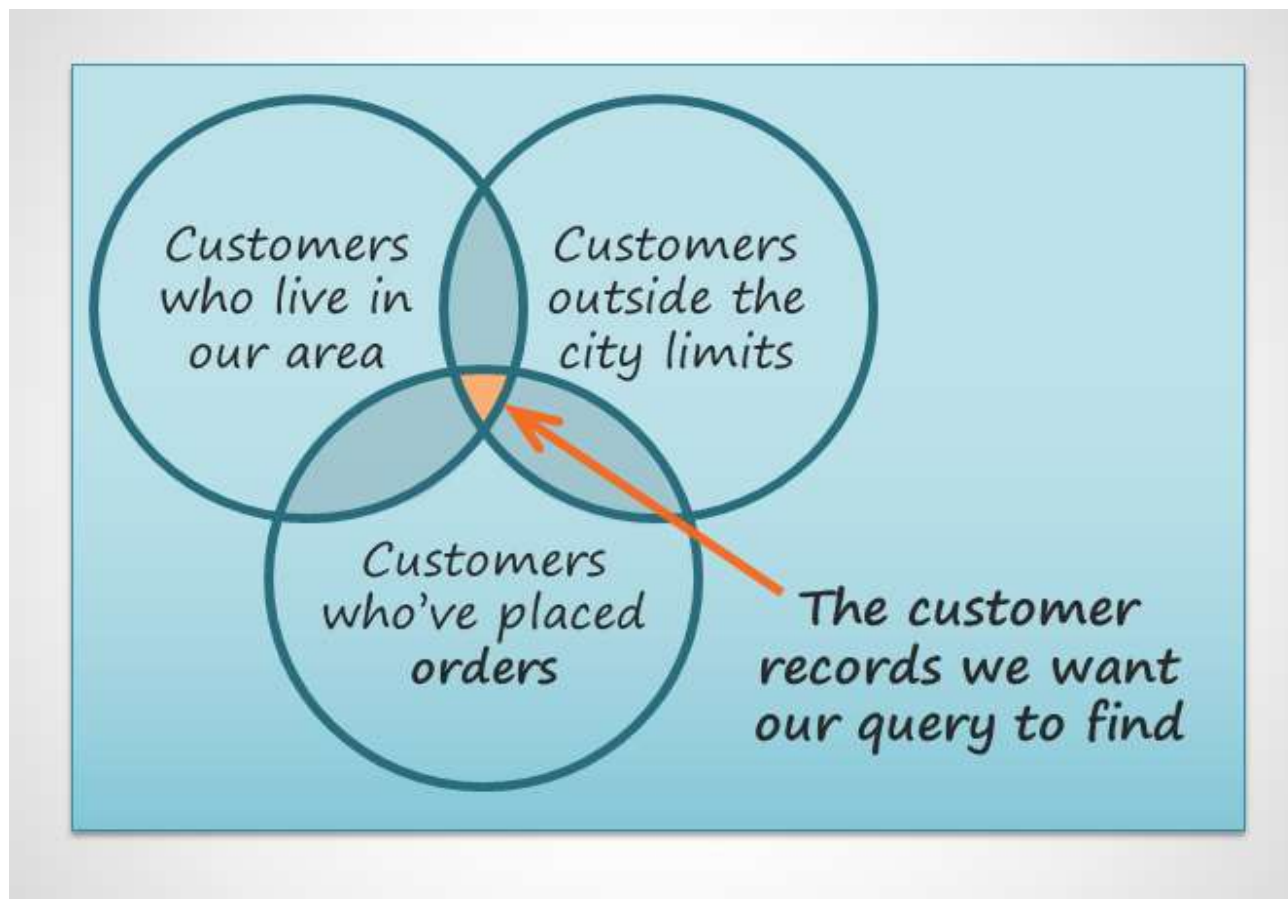 Customers
who live in
our area
Customers
outside the
city limits
Customers
who've placed
orders
The customer
records we want
our query to find